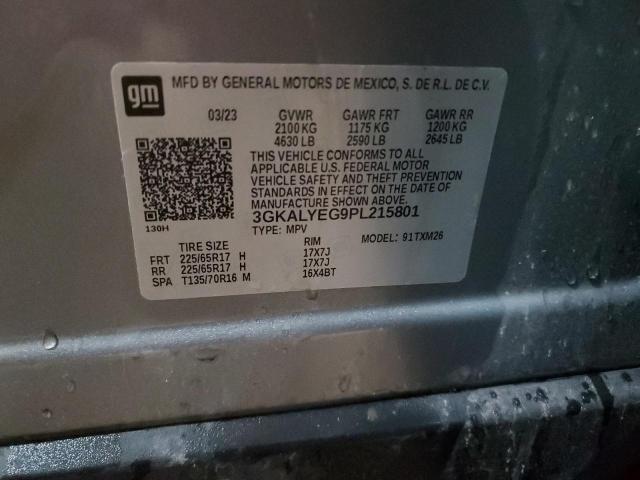 gm
MFD BY GENERAL MOTORS DE MEXICO, S. DE R.L. DE C.V.
03/23 GVWR GAWR FRT GAWR RR
2100 KG 1175 KG 1200 KG
4630 LB 2590 LB 2645 LB
THIS VEHICLE CONFORMS TO ALL
APPLICABLE U.S. FEDERAL MOTOR
VEHICLE SAFETY AND THEFT PREVENTION
STANDARDS IN EFFECT ON THE DATE OF
MANUFACTURE SHOWN ABOVE.
3GKALYEG9PL215801
130H
TYPE: MPV MODEL: 91TXM26
TIRE SIZE RIM
FRT 225/65R17 H 17X7J
RR 225/65R17 H 17X7J
SPA T135/70R16 M 16X4BT